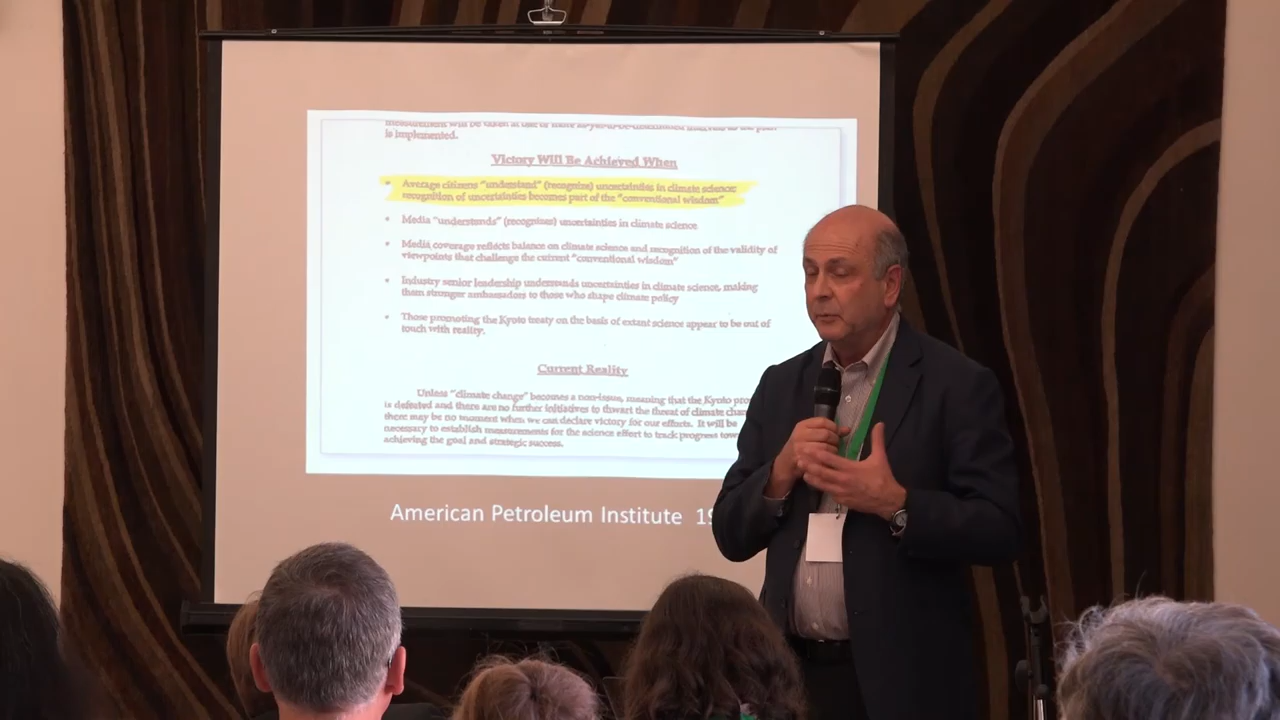 is implemented.
Victory Will Be Achieved When
• Average citizens "understand" (recognize) uncertainties in climate science;
recognition of uncertainties becomes part of the "conventional wisdom"
• Media "understands" (recognizes) uncertainties in climate science
• Media coverage reflects balance on climate science and recognition of the validity of
viewpoints that challenge the current "conventional wisdom"
• Industry senior leadership understands uncertainties in climate science, making
them stronger ambassadors to those who shape climate policy
• Those promoting the Kyoto treaty on the basis of extant science appear to be out of
touch with reality.
Current Reality
Unless "climate change" becomes a non-issue, meaning that the Kyoto
is defeated and there are no further initiatives to thwart the threat of climate
there may be no moment when we can declare victory for our efforts. It will be
necessary to establish measurements for the science effort to track progress
achieving the goal and strategic success.
American Petroleum Institute